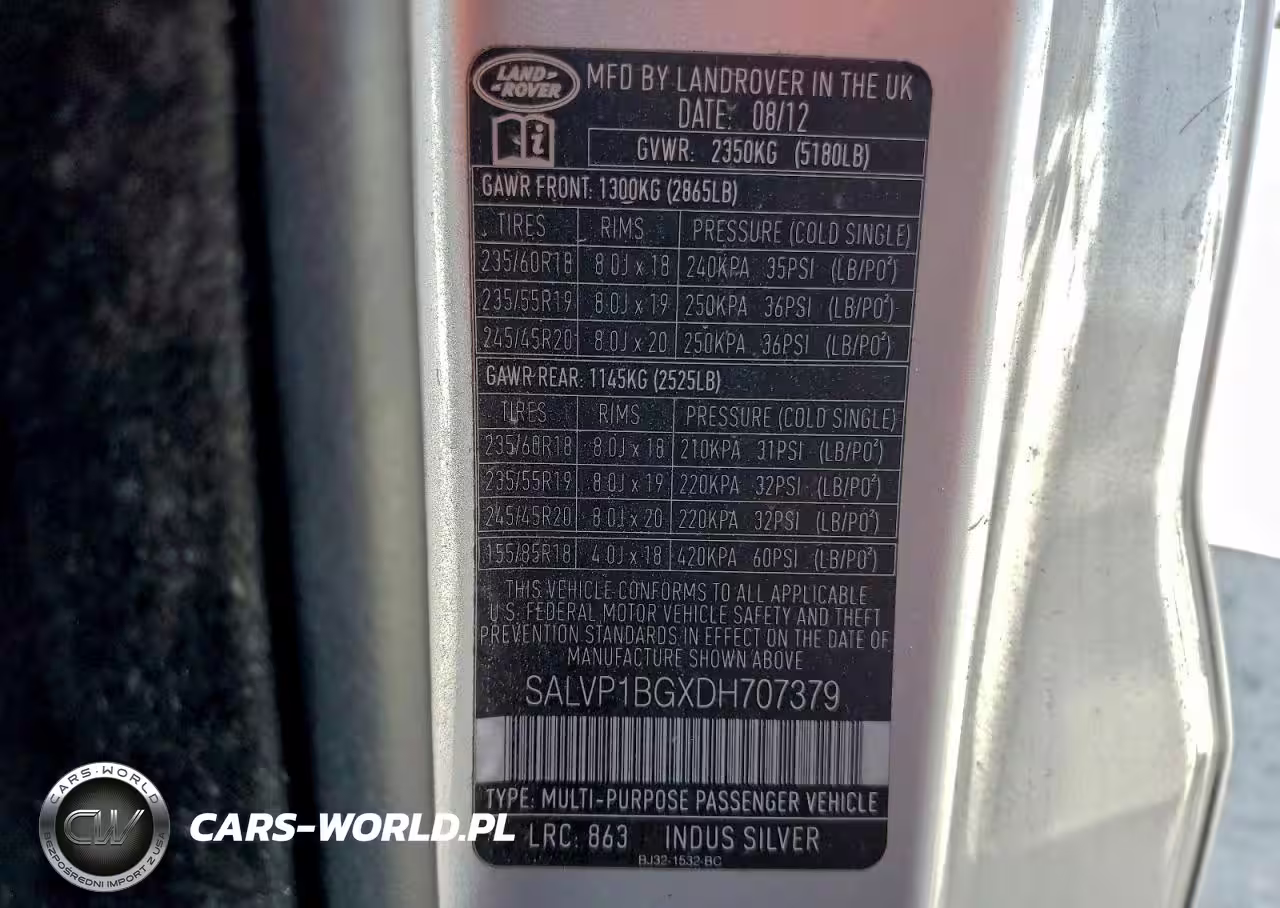 LAND-
-ROVER
MFD BY LANDROVER IN THE UK
DATE: 08/12
GVWR: 2350KG (5180LB)
GAWR FRONT: 1300KG (2865LB)
TIRES RIMS PRESSURE (COLD SINGLE)
235/60R18 8.0J x 18 240KPA 35PSI (LB/PO²)
235/55R19 8.0J x 19 250KPA 36PSI (LB/PO²)
245/45R20 8.0J x 20 250KPA 36PSI (LB/PO²)
GAWR REAR: 1145KG (2525LB)
TIRES RIMS PRESSURE (COLD SINGLE)
235/60R18 8.0J x 18 210KPA 31PSI (LB/PO²)
235/55R19 8.0J x 19 220KPA 32PSI (LB/PO²)
245/45R20 8.0J x 20 220KPA 32PSI (LB/PO²)
155/85R18 4.0J x 18 420KPA 60PSI (LB/PO²)
THIS VEHICLE CONFORMS TO ALL APPLICABLE
U.S. FEDERAL MOTOR VEHICLE SAFETY AND THEFT
PREVENTION STANDARDS IN EFFECT ON THE DATE OF
MANUFACTURE SHOWN ABOVE
SALVP1BGXDH707379
TYPE: MULTI-PURPOSE PASSENGER VEHICLE
LRC: 863 INDUS SILVER
BJ32-1532-BC
CARS-WORLD
CW
BEZPOŚREDNI IMPORT Z USA
CARS-WORLD.PL